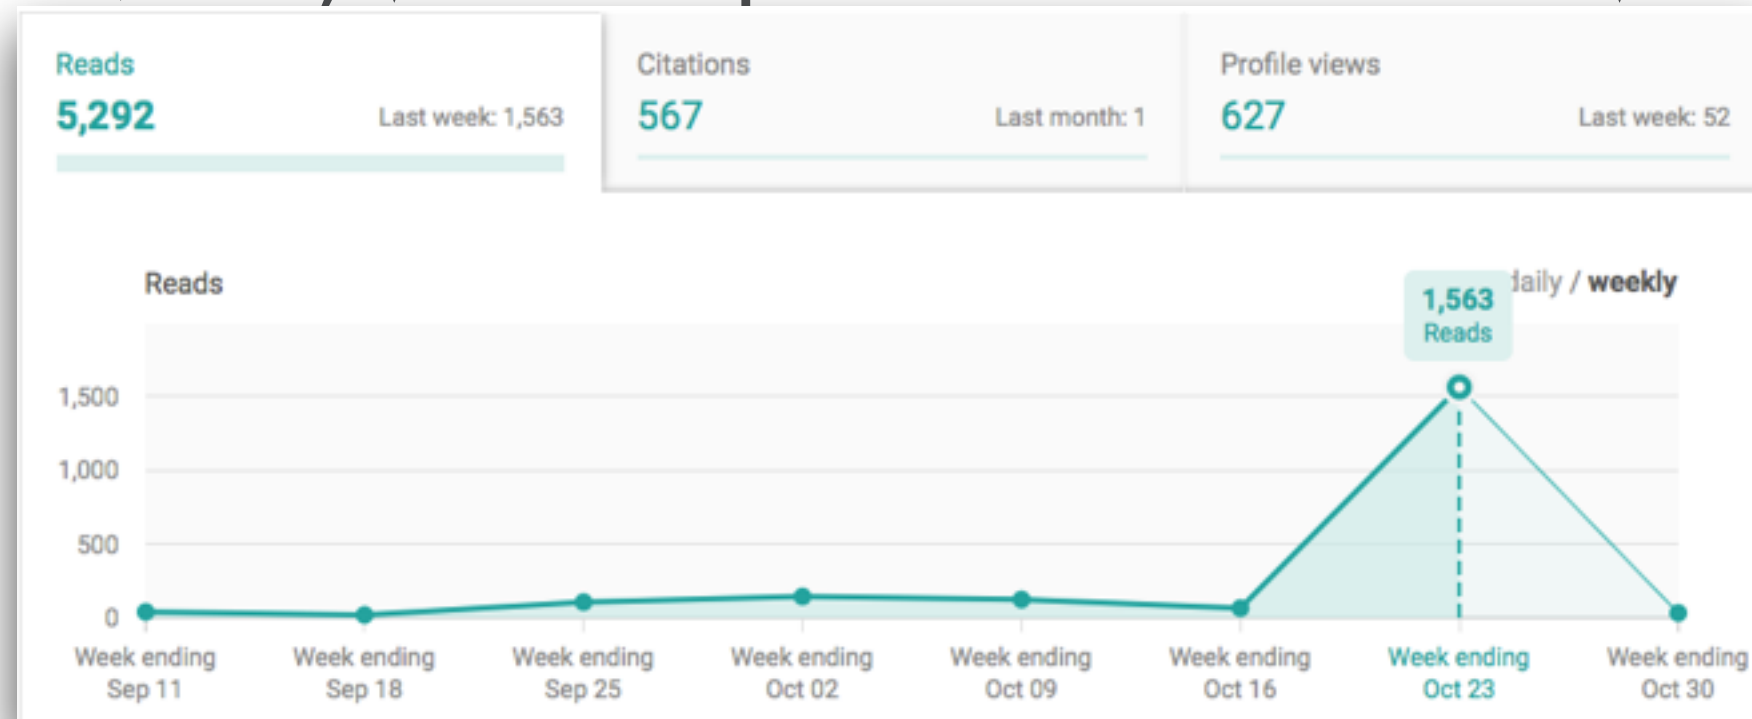 Reads
5,292 Last week: 1,563
Citations
567 Last month: 1
Profile views
627 Last week: 52
Reads
daily / weekly
1,563
Reads
1,500
1,000
500
0
Week ending
Sep 11
Week ending
Sep 18
Week ending
Sep 25
Week ending
Oct 02
Week ending
Oct 09
Week ending
Oct 16
Week ending
Oct 23
Week ending
Oct 30